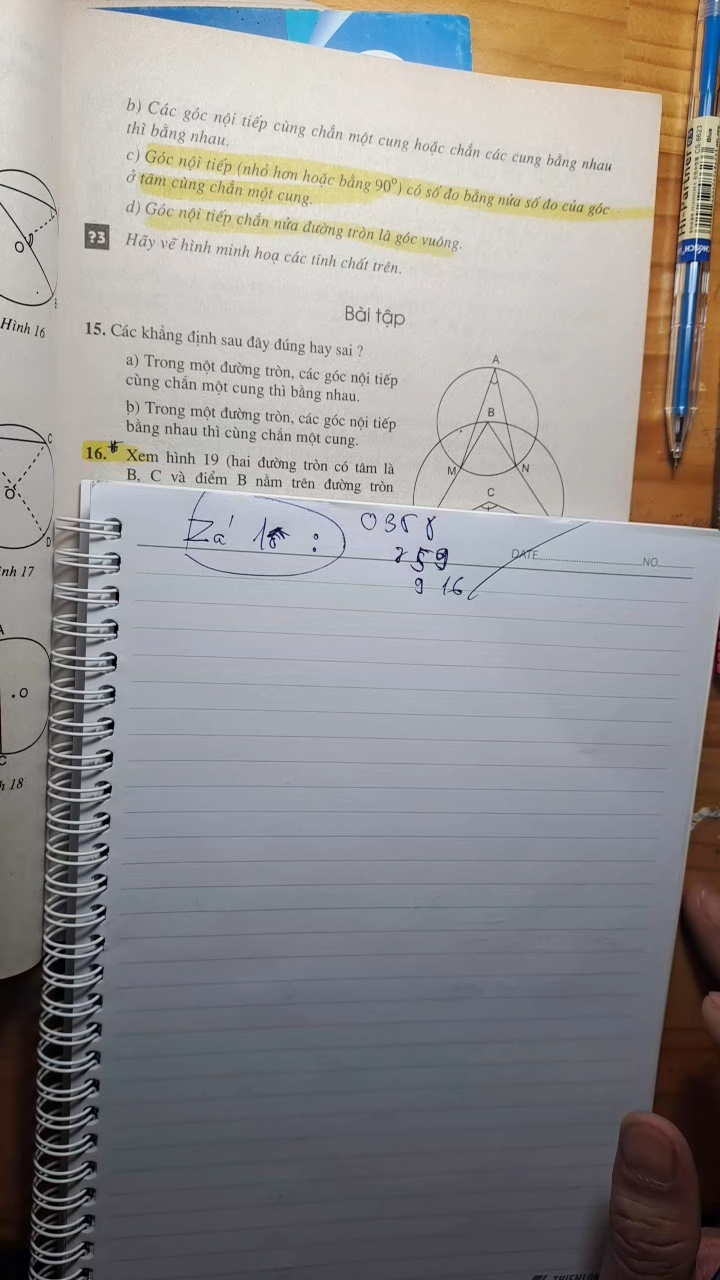 b) Các góc nội tiếp cùng chắn một cung hoặc chắn các cung bằng nhau
thì bằng nhau.
c) Góc nội tiếp (nhỏ hơn hoặc bằng 90°) có số đo bằng nửa số đo của góc
ở tâm cùng chắn một cung.
d) Góc nội tiếp chắn nửa đường tròn là góc vuông.
?3 Hãy vẽ hình minh hoạ các tính chất trên.
Bài tập
15. Các khẳng định sau đây đúng hay sai ?
a) Trong một đường tròn, các góc nội tiếp
cùng chắn một cung thì bằng nhau.
b) Trong một đường tròn, các góc nội tiếp
bằng nhau thì cùng chắn một cung.
16. Xem hình 19 (hai đường tròn có tâm là
B, C và điểm B nằm trên đường tròn
A
B
M
N
C
O
Hình 16
C
O
D
nh 17
O
C
h 18
DATE
NO